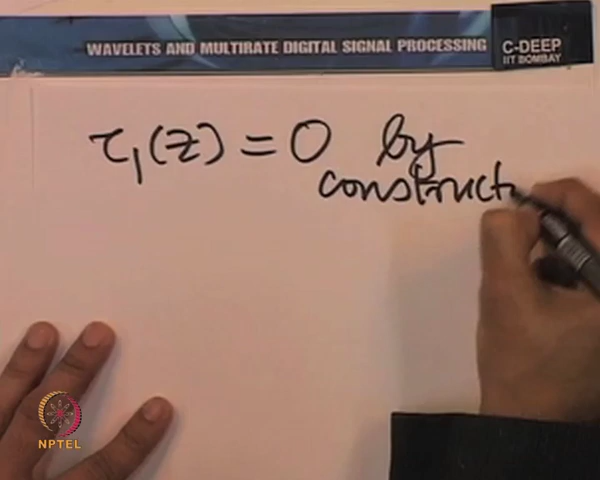 WAVELETS AND MULTIRATE DIGITAL SIGNAL PROCESSING
C-DEEP
IIT BOMBAY
τ₁(z) = 0 by
construct
NPTEL